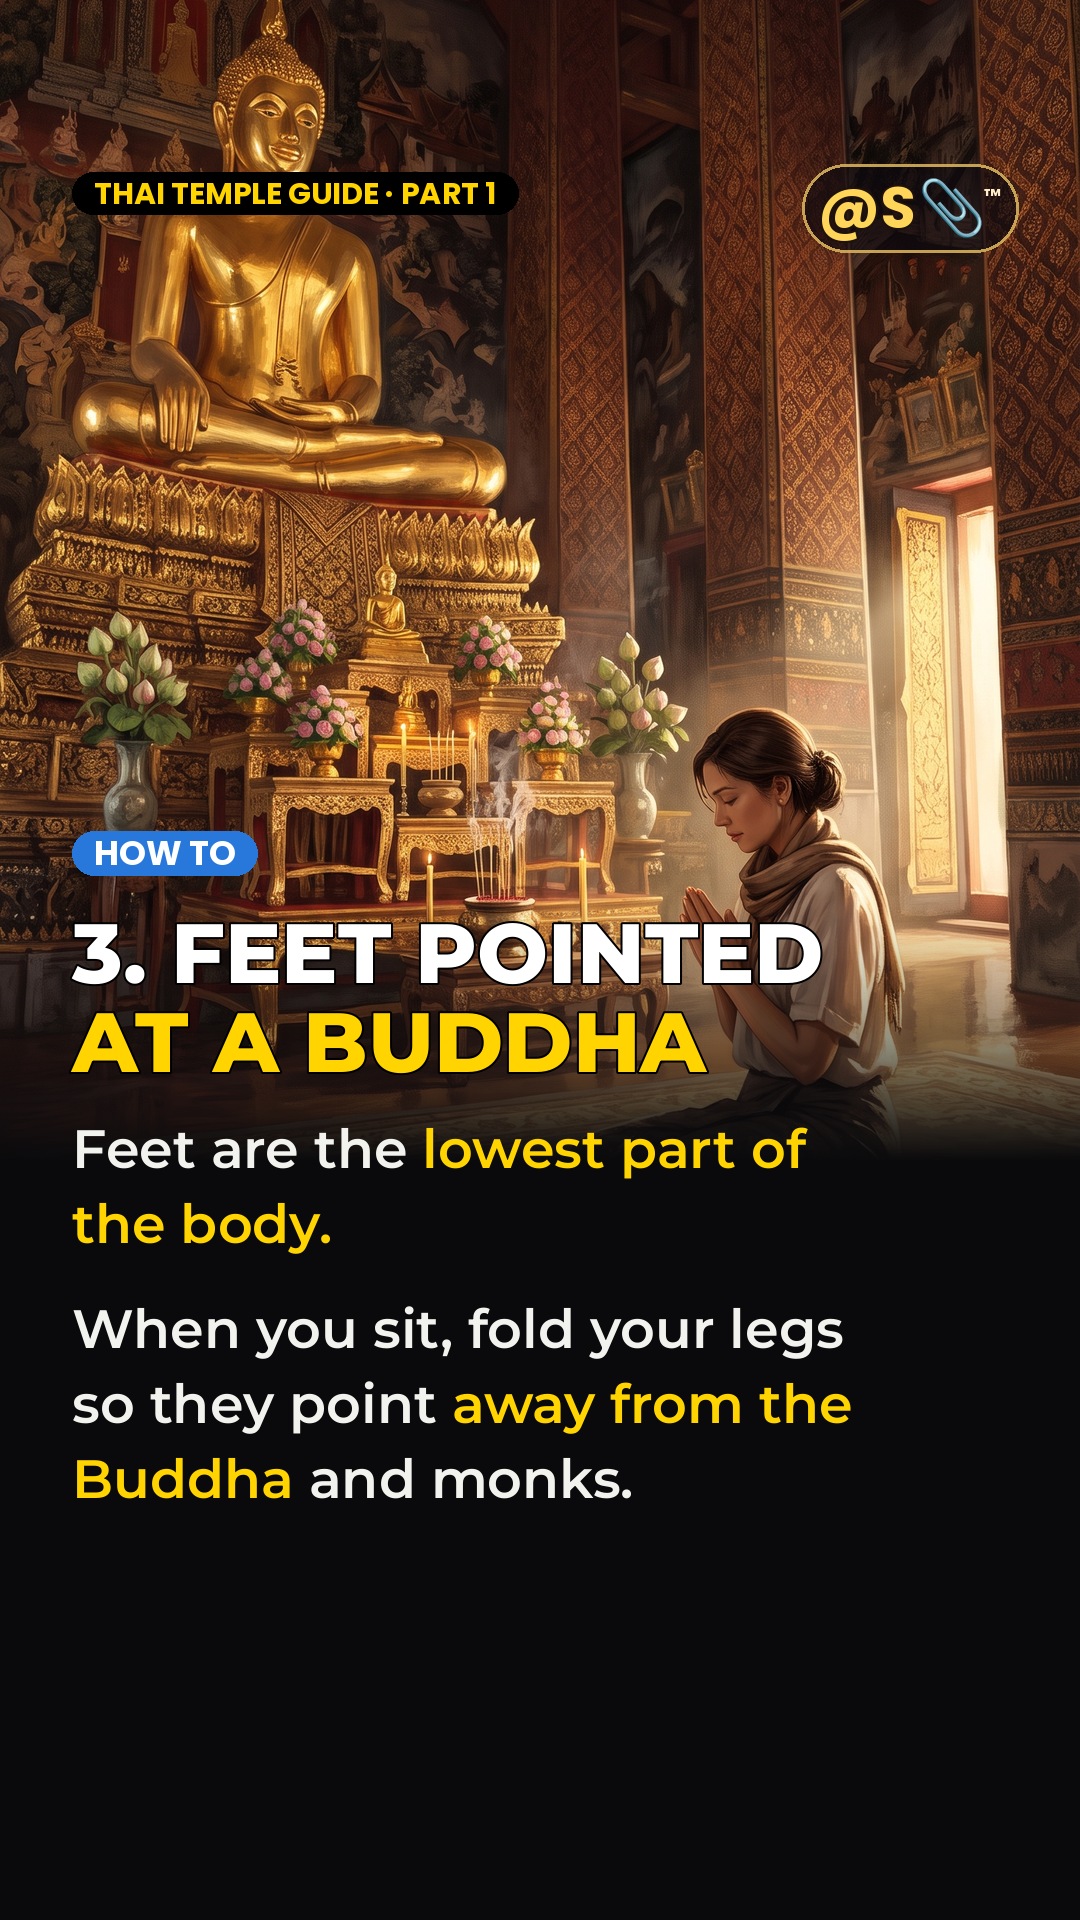 THAI TEMPLE GUIDE · PART 1
@S📎™
HOW TO
3. FEET POINTED
AT A BUDDHA
Feet are the lowest part of
the body.
When you sit, fold your legs
so they point away from the
Buddha and monks.